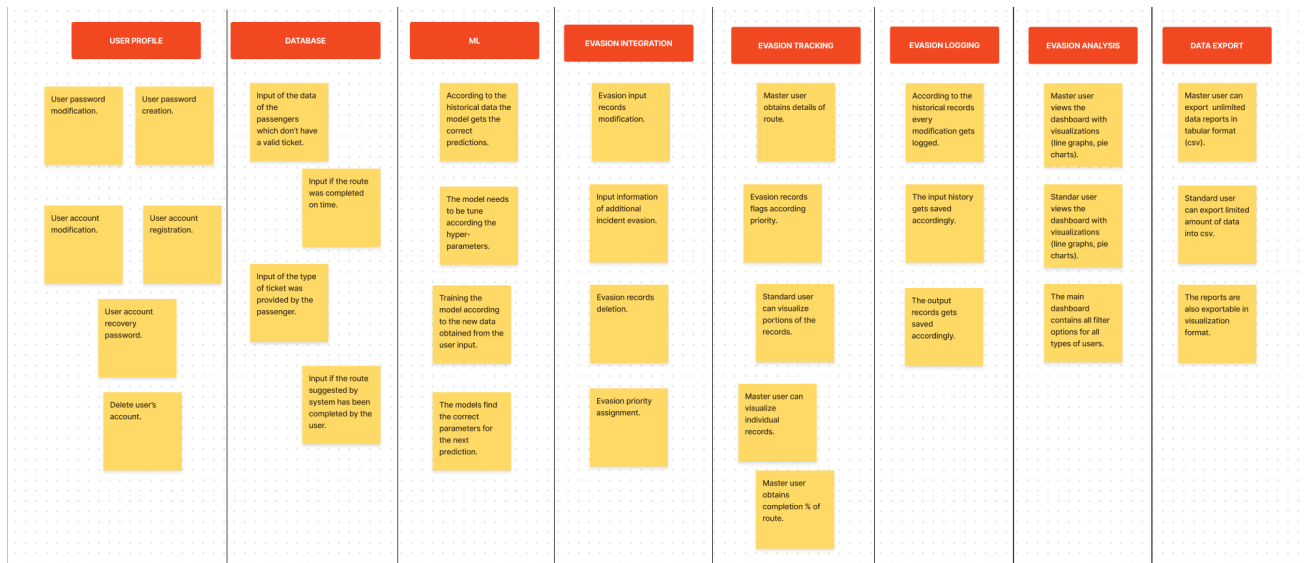 USER PROFILE
User password
modification.
User password
creation.
User account
modification.
User account
registration.
User account
recovery
password.
Delete user's
account.
DATABASE
Input of the data
of the
passengers
which don't have
a valid ticket.
Input if the route
was completed
on time.
Input of the type
of ticket was
provided by the
passenger.
Input if the route
suggested by
system has been
completed by the
user.
ML
According to the
historical data the
model gets the
correct
predictions.
The model needs
to be tune
according the
hyper-
parameters.
Training the
model according
to the new data
obtained from the
user input.
The models find
the correct
parameters for
the next
prediction.
EVASION INTEGRATION
Evasion input
records
modification.
Input information
of additional
incident evasion.
Evasion records
deletion.
Evasion priority
assignment.
EVASION TRACKING
Master user
obtains details of
route.
Evasion records
flags according
priority.
Standard user
can visualize
portions of the
records.
Master user can
visualize
individual
records.
Master user
obtains
completion % of
route.
EVASION LOGGING
According to the
historical records
every
modification gets
logged.
The input history
gets saved
accordingly.
The output
records gets
saved
accordingly.
EVASION ANALYSIS
Master user
views the
dashboard with
visualizations
(line graphs, pie
charts).
Standar user
views the
dashboard with
visualizations
(line graphs, pie
charts).
The main
dashboard
contains all filter
options for all
types of users.
DATA EXPORT
Master user can
export unlimited
data reports in
tabular format
(csv).
Standard user
can export limited
amount of data
into csv.
The reports are
also exportable in
visualization
format.